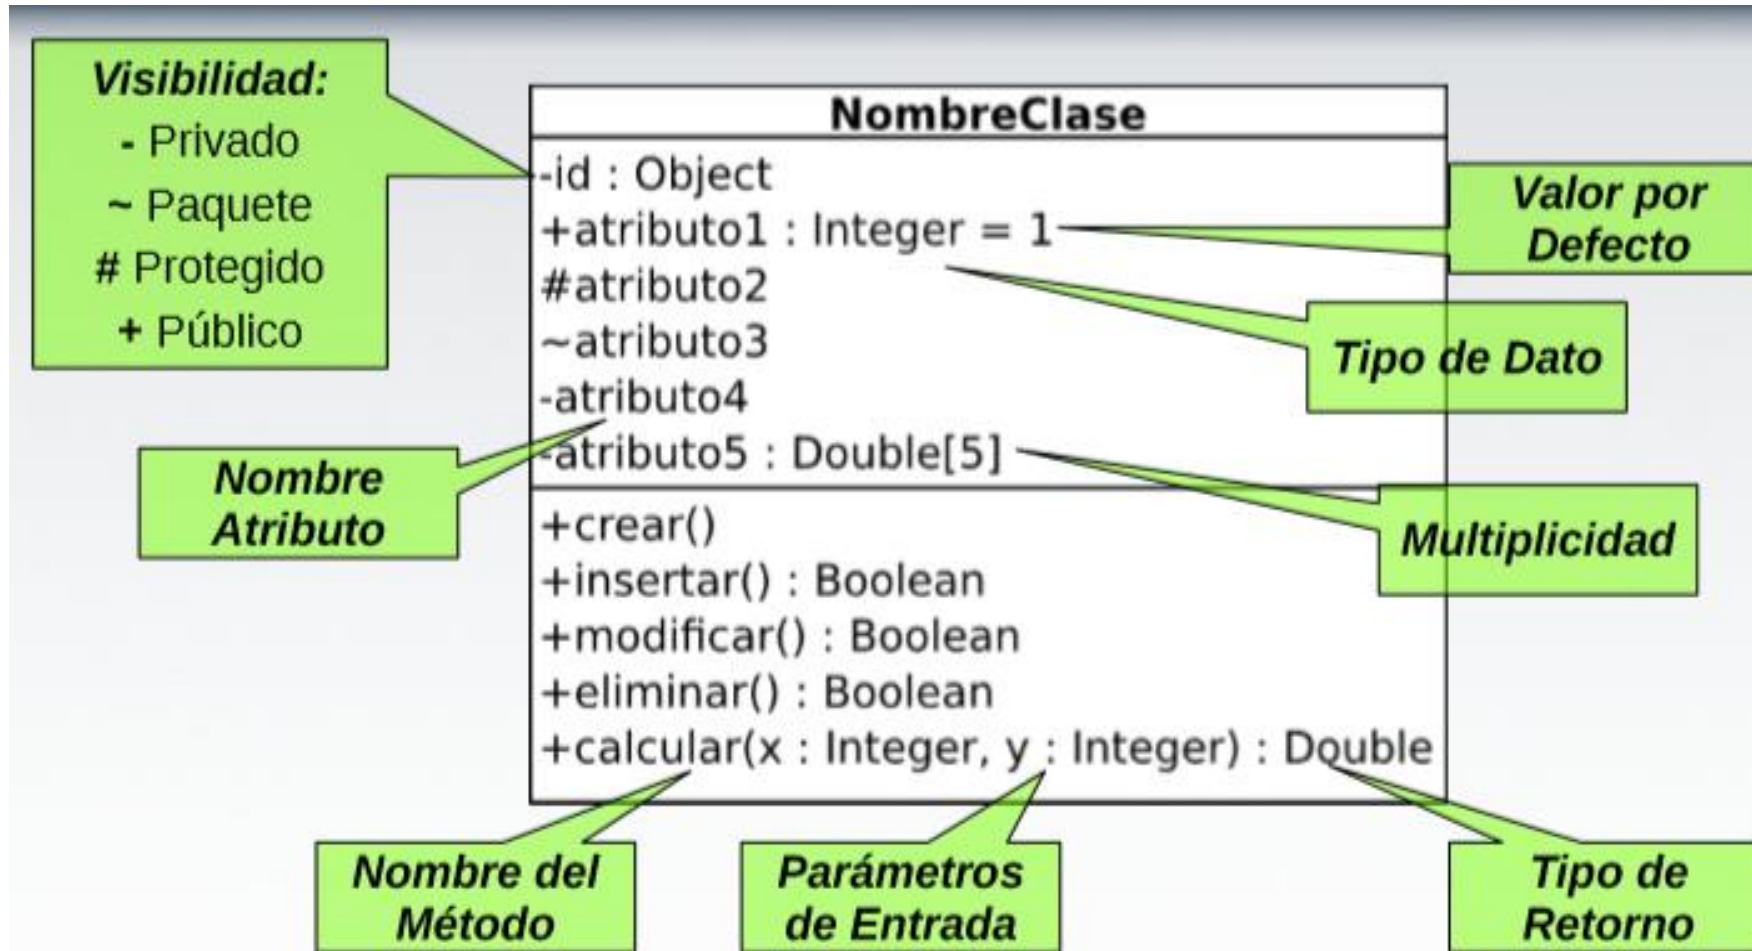 Visibilidad:
- Privado
~ Paquete
# Protegido
+ Público
NombreClase
-id : Object
+atributo1 : Integer = 1
#atributo2
~atributo3
-atributo4
-atributo5 : Double[5]
+crear()
+insertar() : Boolean
+modificar() : Boolean
+eliminar() : Boolean
+calcular(x : Integer, y : Integer) : Double
Valor por
Defecto
Tipo de Dato
Nombre
Atributo
Multiplicidad
Nombre del
Método
Parámetros
de Entrada
Tipo de
Retorno